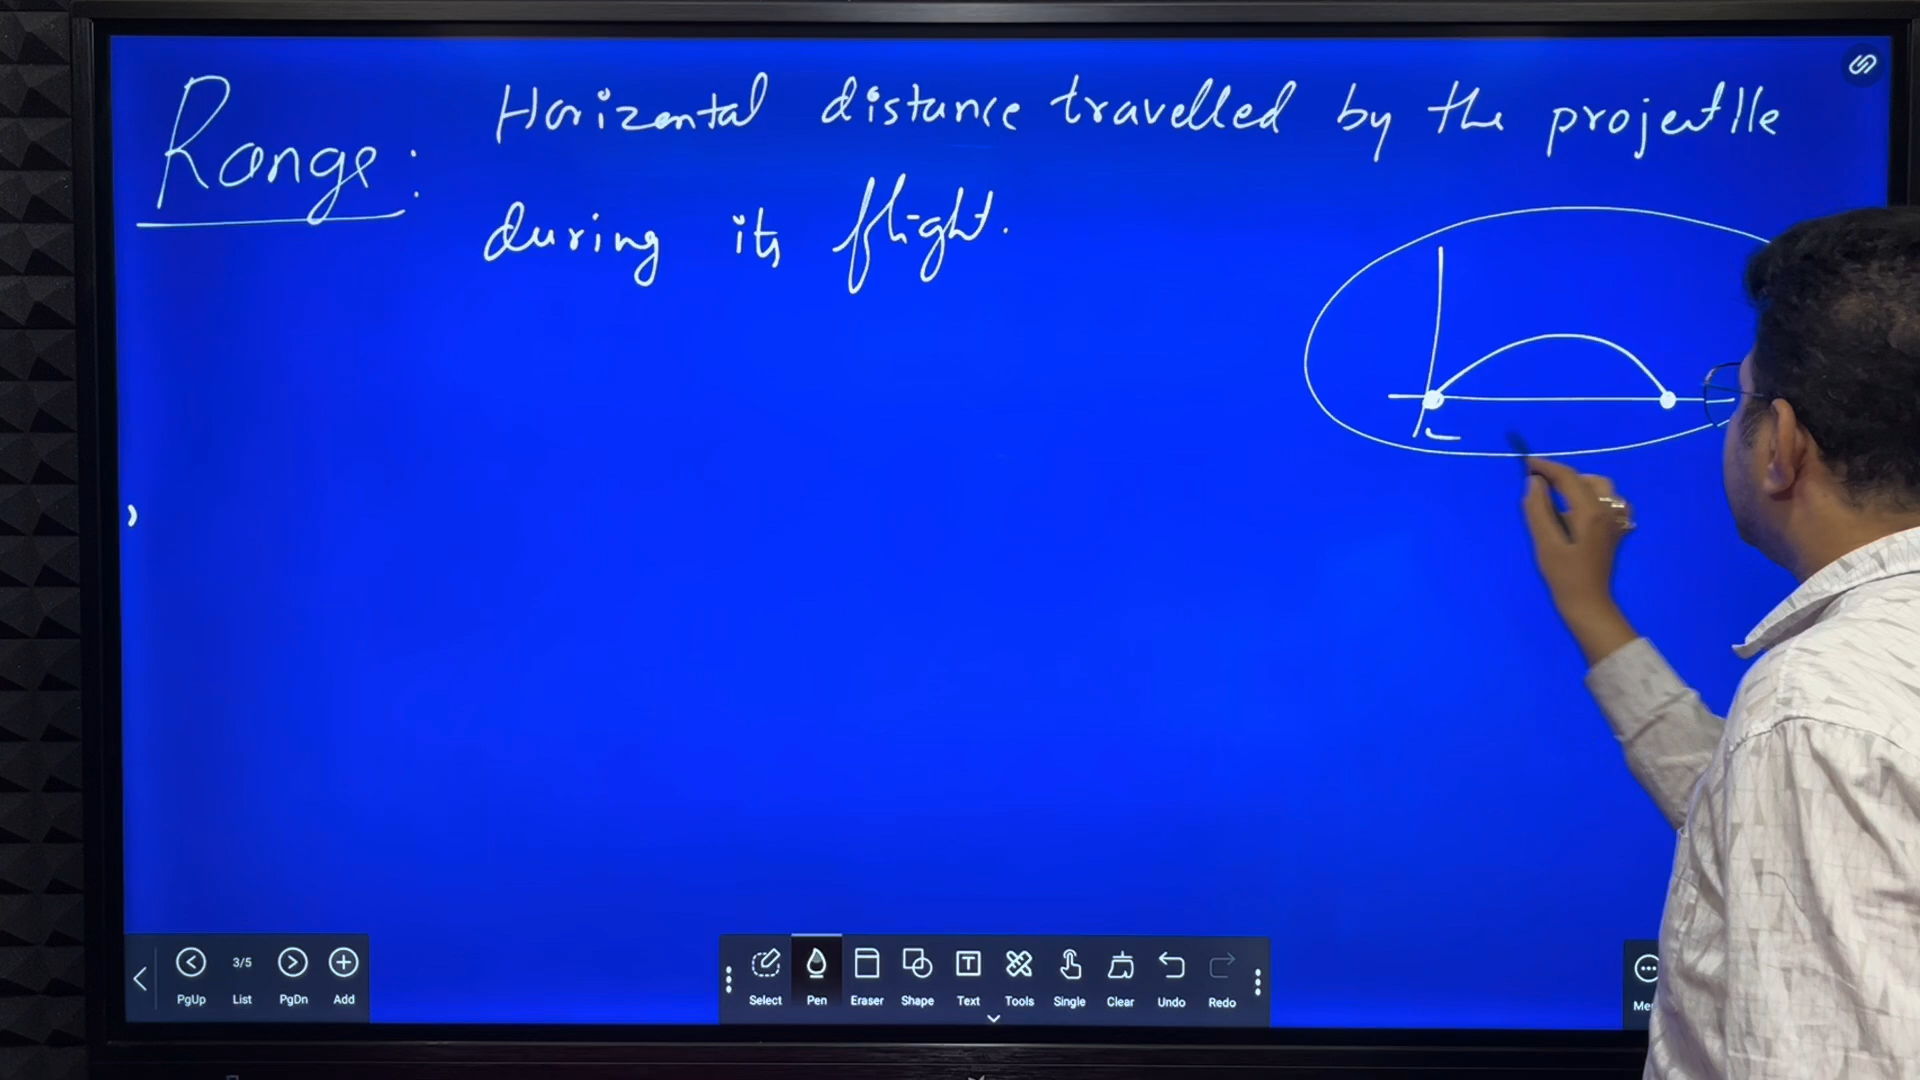 Range: Horizontal distance travelled by the projectile
during its flight.
PgUp 3/5 List PgDn Add
Select Pen Eraser Shape Text Tools Single Clear Undo Redo